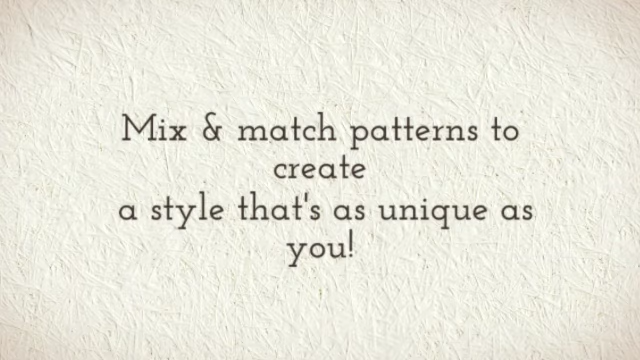 Mix & match patterns to
create
a style that's as unique as
you!